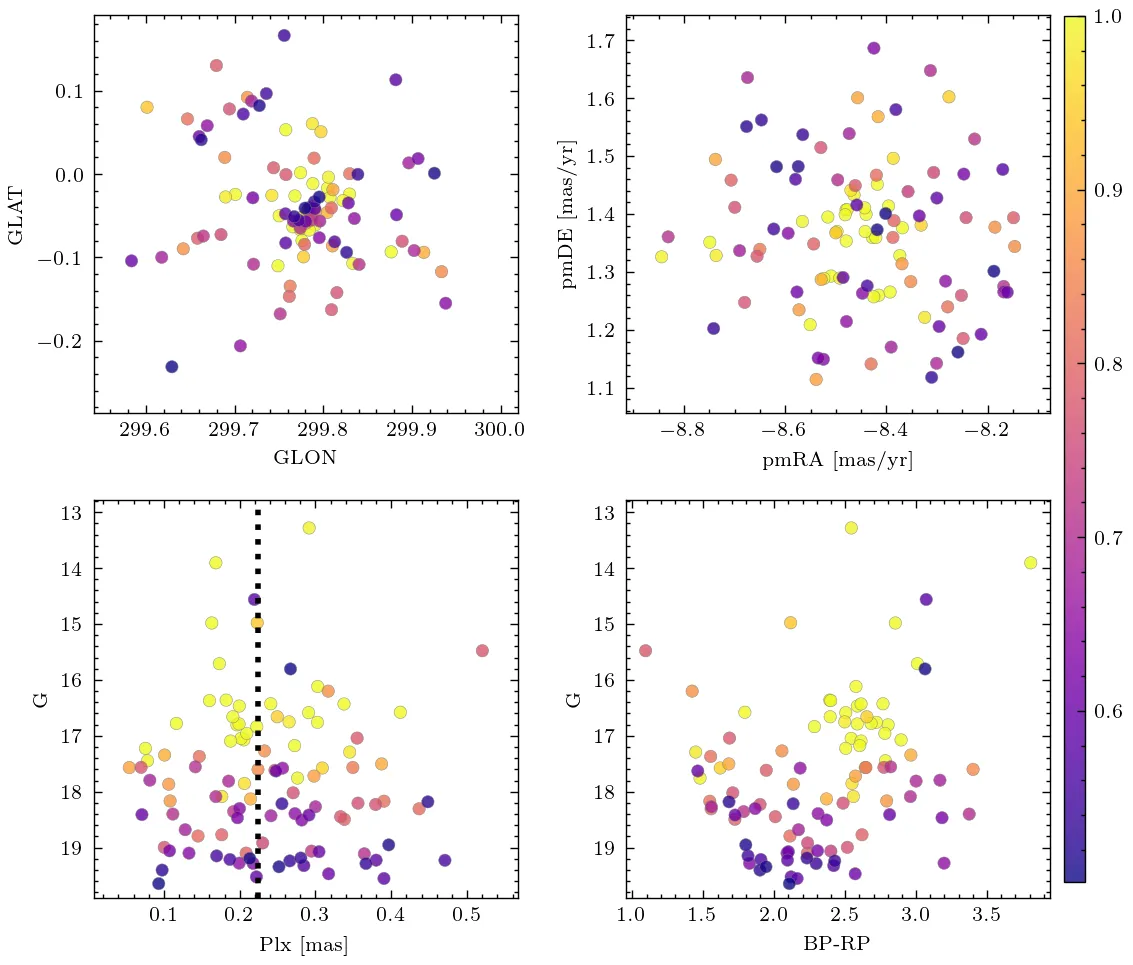 0.1
0.0
−0.1
−0.2
GLAT
299.6 299.7 299.8 299.9 300.0
GLON
1.7
1.6
1.5
1.4
1.3
1.2
1.1
pmDE [mas/yr]
−8.8 −8.6 −8.4 −8.2
pmRA [mas/yr]
1.0
0.9
0.8
0.7
0.6
13
14
15
16
17
18
19
G
0.1 0.2 0.3 0.4 0.5
Plx [mas]
13
14
15
16
17
18
19
G
1.0 1.5 2.0 2.5 3.0 3.5
BP-RP